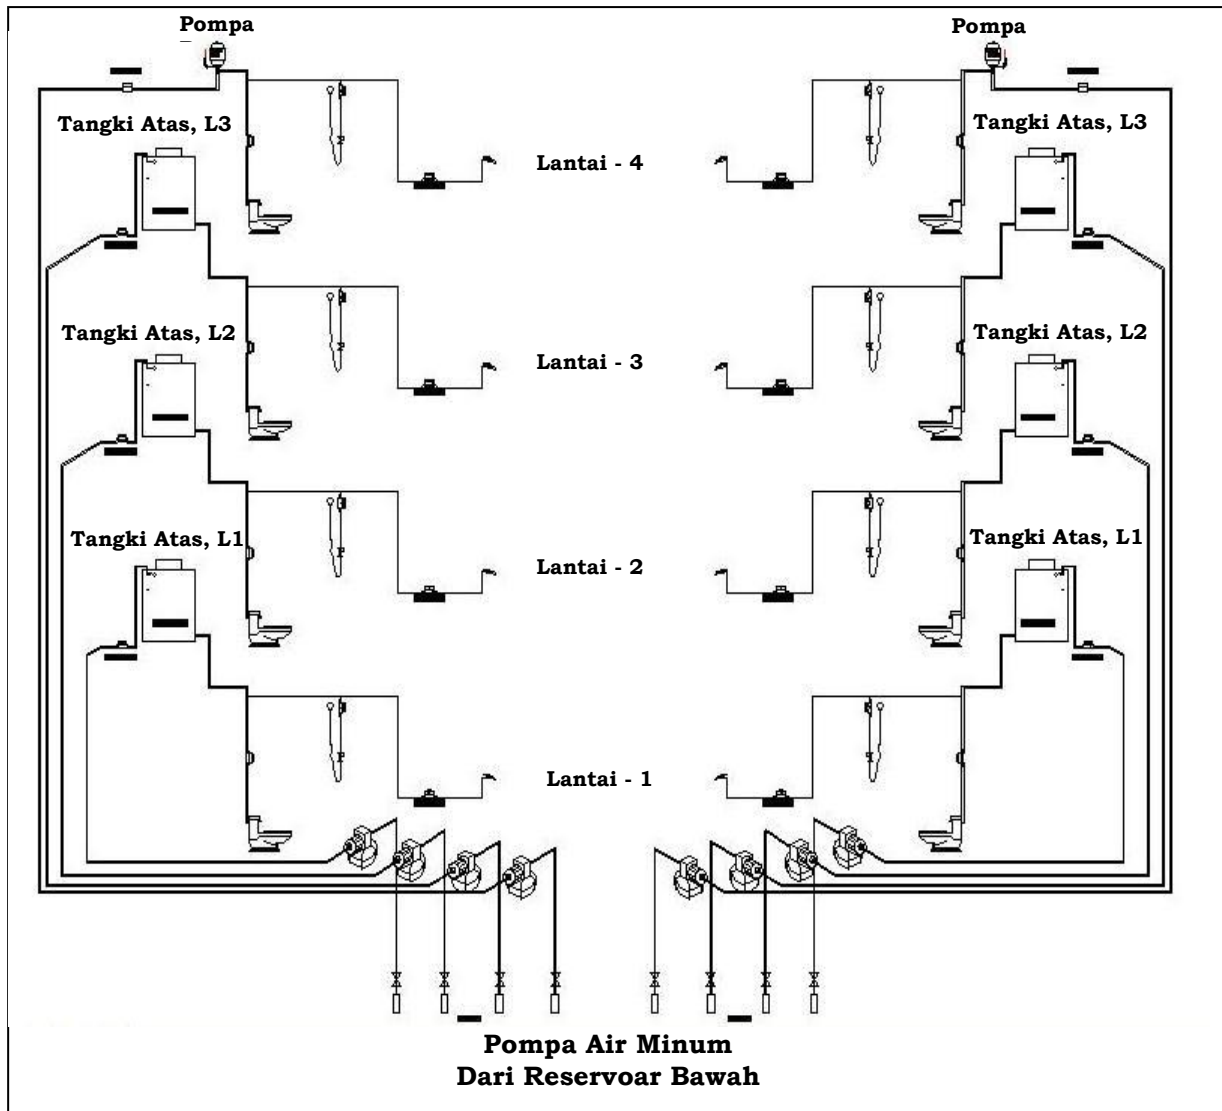 Pompa
Pompa
Tangki Atas, L3
Tangki Atas, L3
Lantai - 4
Tangki Atas, L2
Tangki Atas, L2
Lantai - 3
Tangki Atas, L1
Tangki Atas, L1
Lantai - 2
Lantai - 1
Pompa Air Minum
Dari Reservoar Bawah